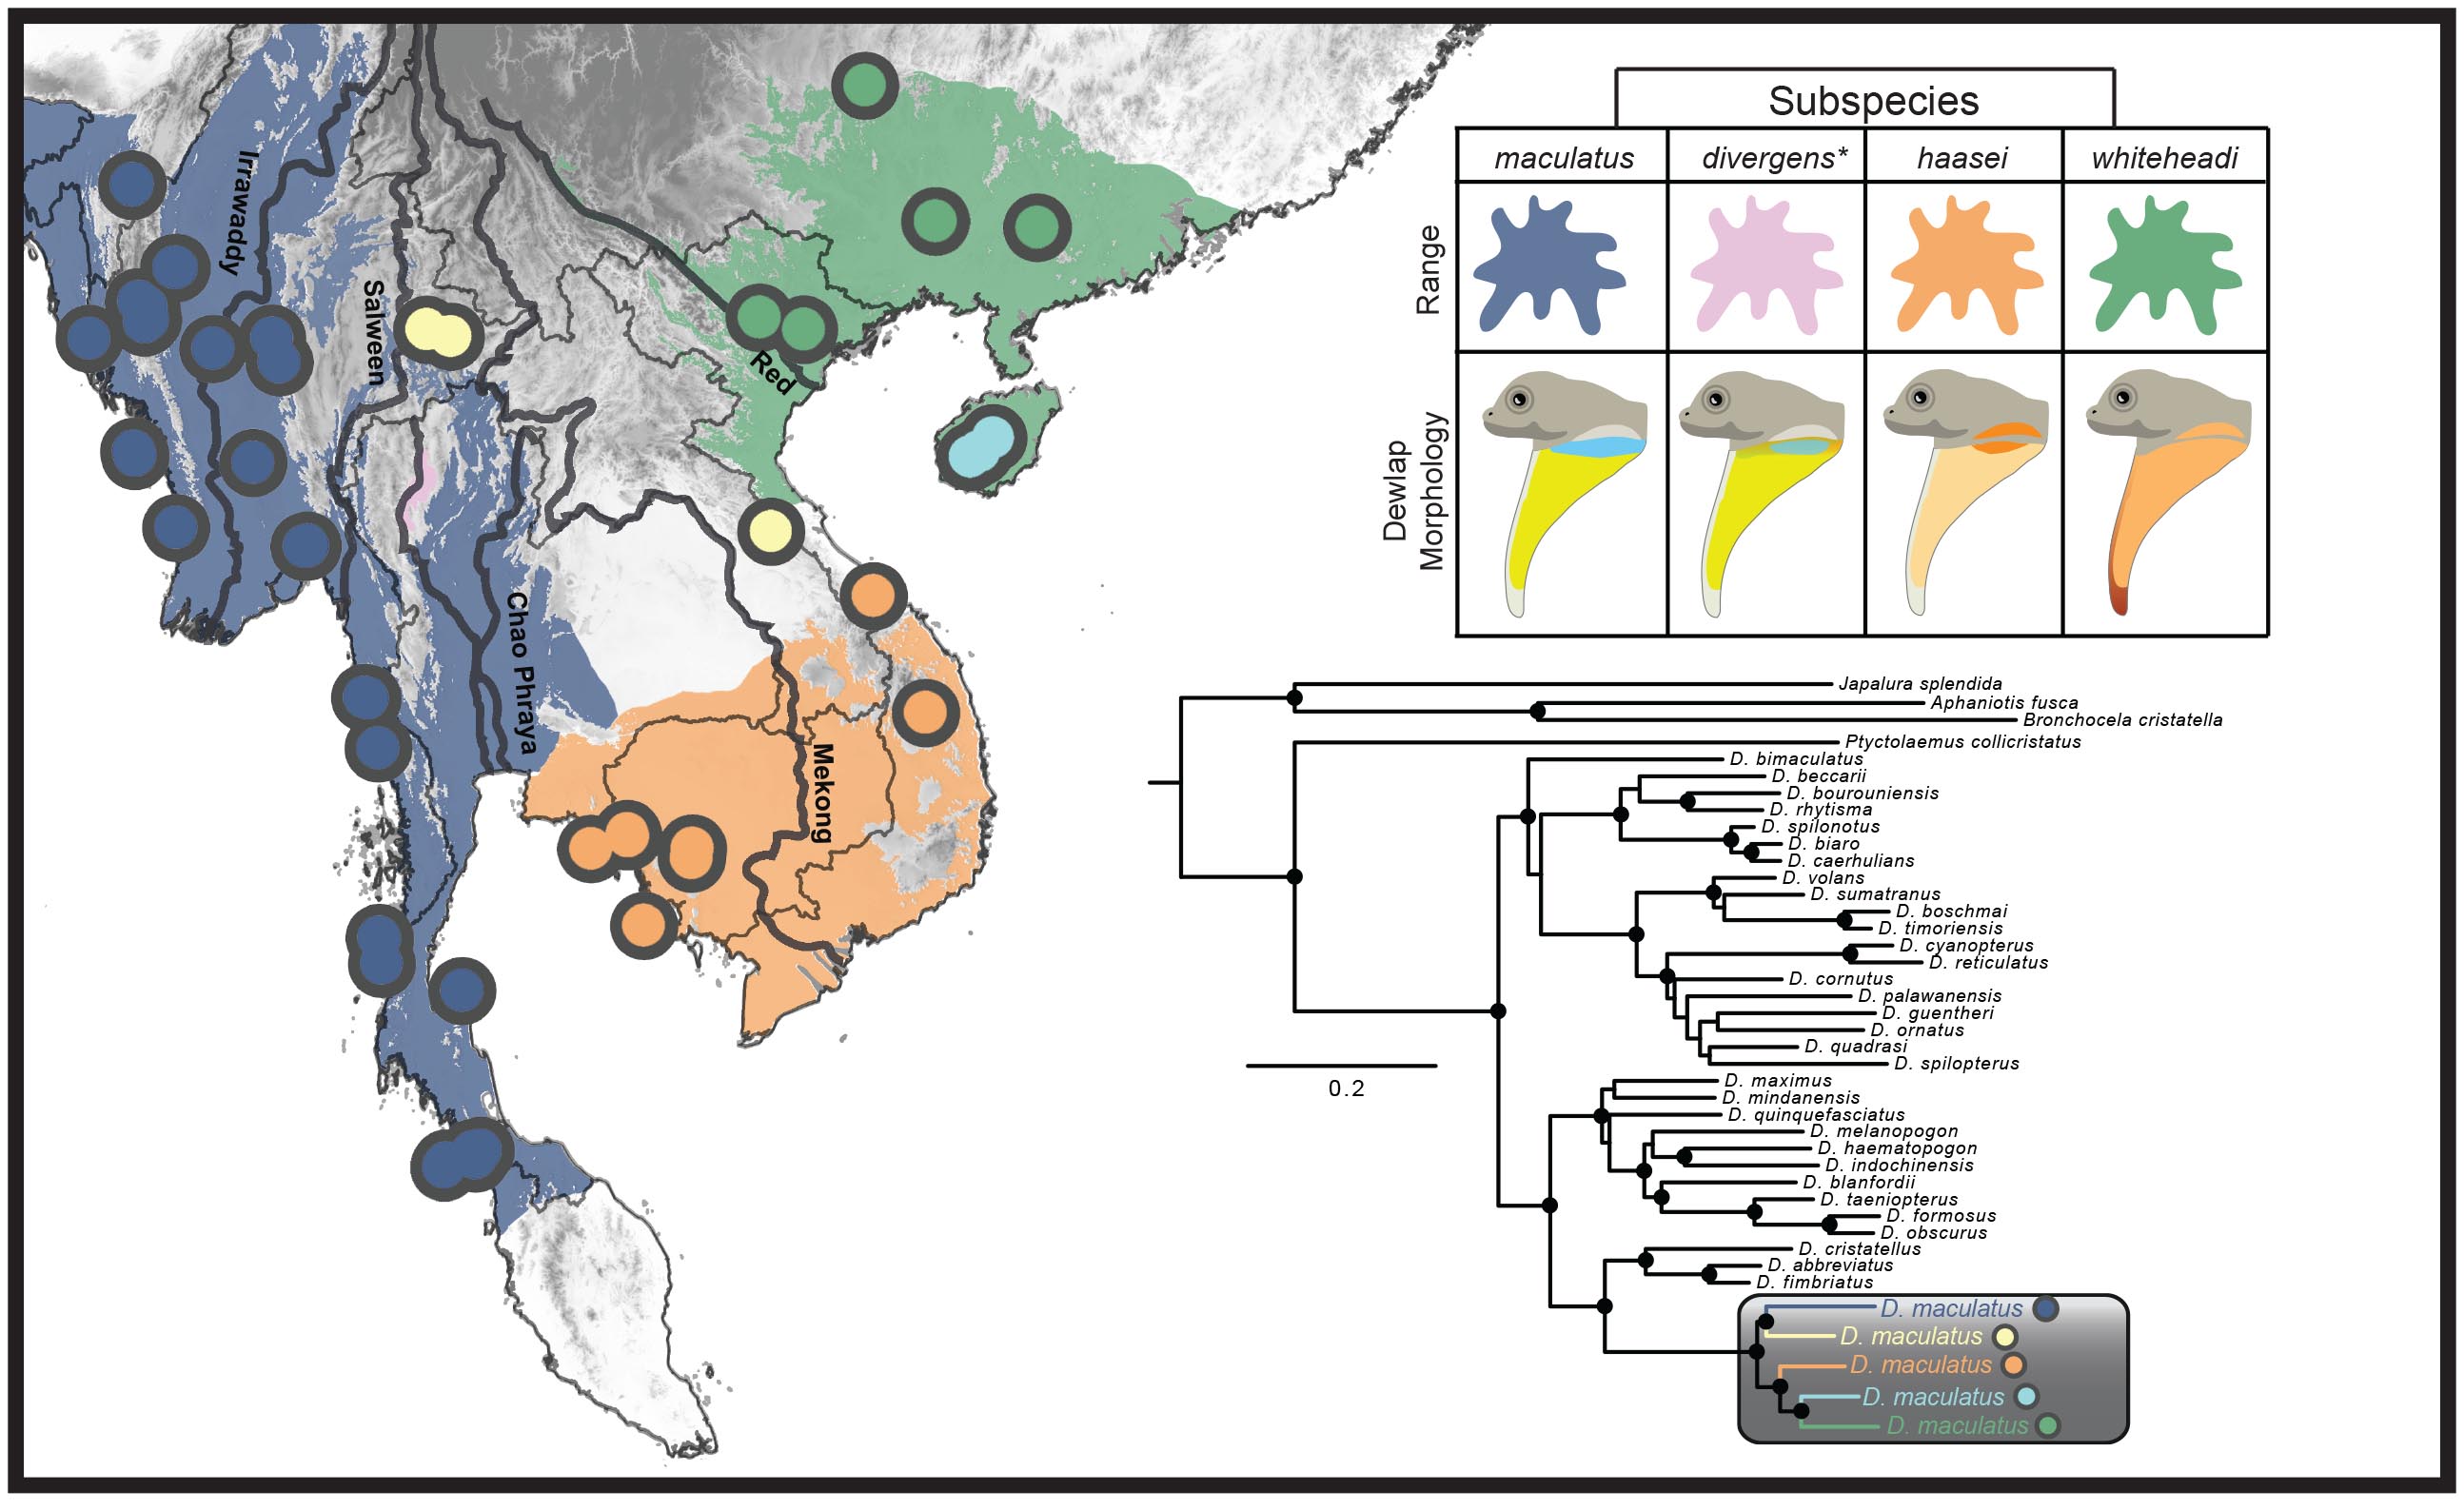 Irrawaddy
Salween
Chao Phraya
Mekong
Red
Subspecies
maculatus
divergens*
haasei
whiteheadi
Range
Dewlap
Morphology
Japalura splendida
Aphaniotis fusca
Bronchocela cristatella
Ptyctolaemus collicristatus
D. bimaculatus
D. beccarii
D. bourouniensis
D. rhytisma
D. spilonotus
D. biaro
D. caerhulians
D. volans
D. sumatranus
D. boschmai
D. timoriensis
D. cyanopterus
D. reticulatus
D. cornutus
D. palawanensis
D. guentheri
D. ornatus
D. quadrasi
D. spilopterus
0.2
D. maximus
D. mindanensis
D. quinquefasciatus
D. melanopogon
D. haematopogon
D. indochinensis
D. blanfordii
D. taeniopterus
D. formosus
D. obscurus
D. cristatellus
D. abbreviatus
D. fimbriatus
D. maculatus
D. maculatus
D. maculatus
D. maculatus
D. maculatus